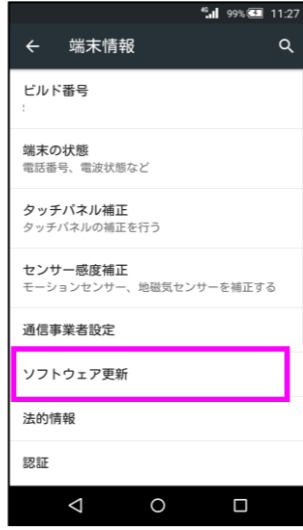 4G 99% 11:27
端末情報
ビルド番号
:
端末の状態
電話番号、電波状態など
タッチパネル補正
タッチパネルの補正を行う
センサー感度補正
モーションセンサー、地磁気センサーを補正する
通信事業者設定
ソフトウェア更新
法的情報
認証